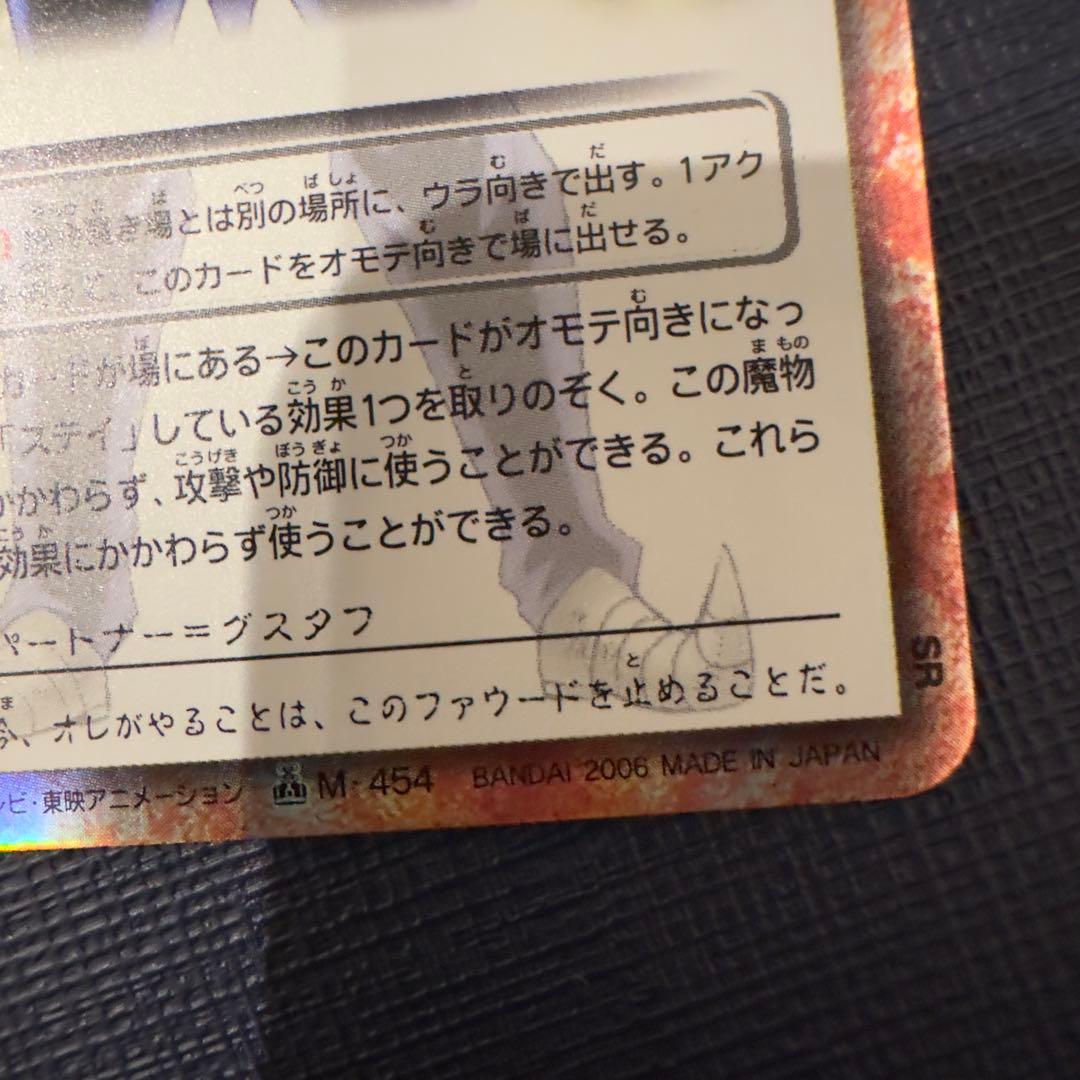 場とは別の場所に、ウラ向きで出す。1アク
このカードをオモテ向きで場に出せる。
カードが場にある→このカードがオモテ向きになっ
「ステイ」している効果1つを取りのぞく。この魔物
かかわらず、攻撃や防御に使うことができる。これら
効果にかかわらず使うことができる。
パートナー=グスタフ
今、オレがやることは、このファウードを止めることだ。
レビ・東映アニメーション M-454 BANDAI 2006 MADE IN JAPAN
SR